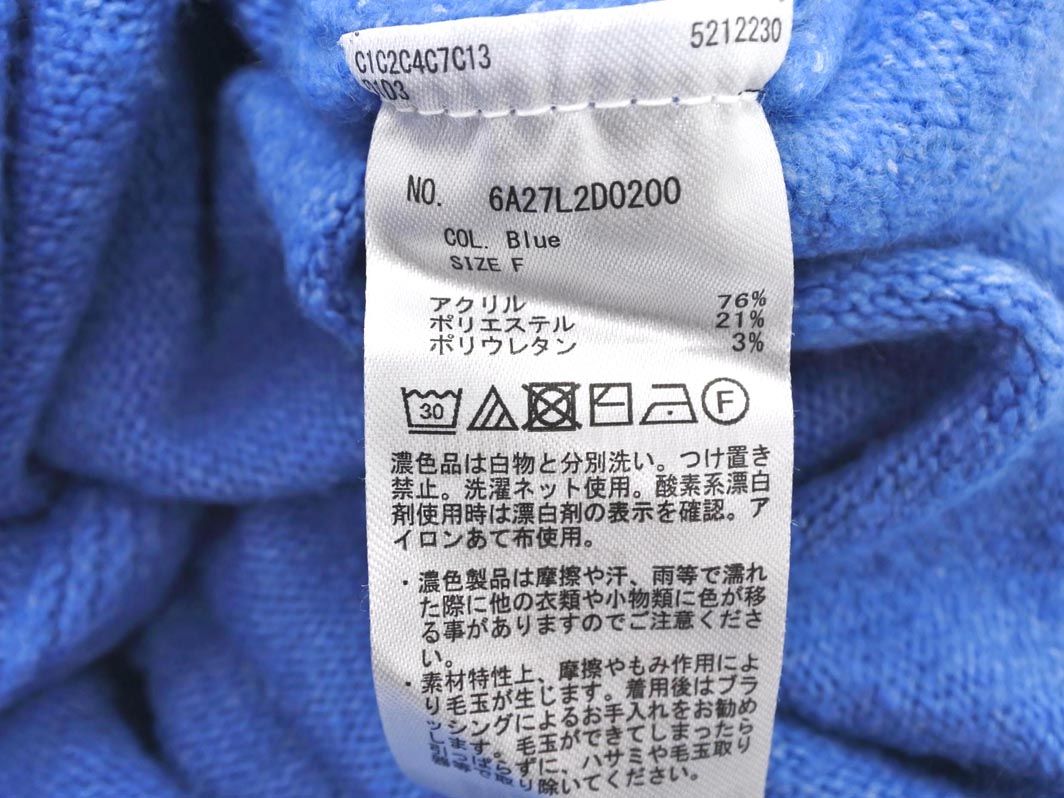 C1C2C4C7C13
5212230
0103
NO. 6A27L2D0200
COL. Blue
SIZE F
アクリル 76%
ポリエステル 21%
ポリウレタン 3%
30
F
濃色品は白物と分別洗い。つけ置き
禁止。洗濯ネット使用。酸素系漂白
剤使用時は漂白剤の表示を確認。ア
イロンあて布使用。
・濃色製品は摩擦や汗、雨等で濡れ
た際に他の衣類や小物類に色が移
る事がありますのでご注意くださ
い。
・素材特性上、摩擦やもみ作用によ
り毛玉が生じます。着用後はブラ
ッシングによるお手入れをお勧め
します。毛玉ができてしまったら
引っぱらずに、ハサミや毛玉取り
器等で取り除いてください。